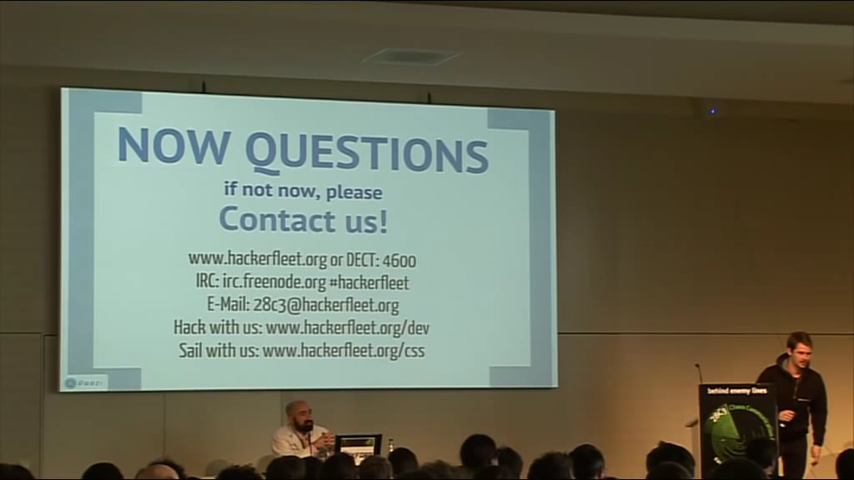 NOW QUESTIONS
if not now, please
Contact us!
www.hackerfleet.org or DECT: 4600
IRC: irc.freenode.org #hackerfleet
E-Mail: 28c3@hackerfleet.org
Hack with us: www.hackerfleet.org/dev
Sail with us: www.hackerfleet.org/css
Prezi
behind enemy lines